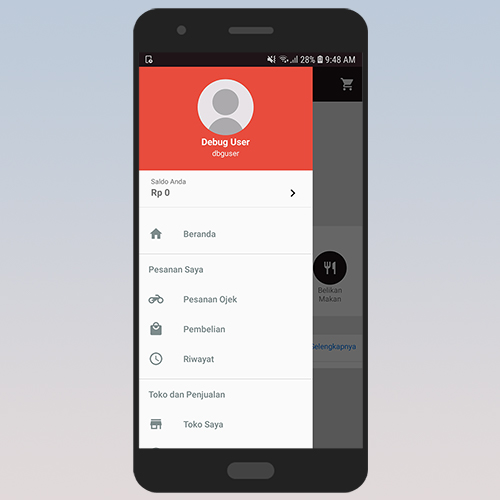 28% 9:48 AM
Debug User
dbguser
Saldo Anda
Rp 0
Beranda
Pesanan Saya
Pesanan Ojek
Pembelian
Riwayat
Toko dan Penjualan
Toko Saya
Belikan
Makan
Selengkapnya